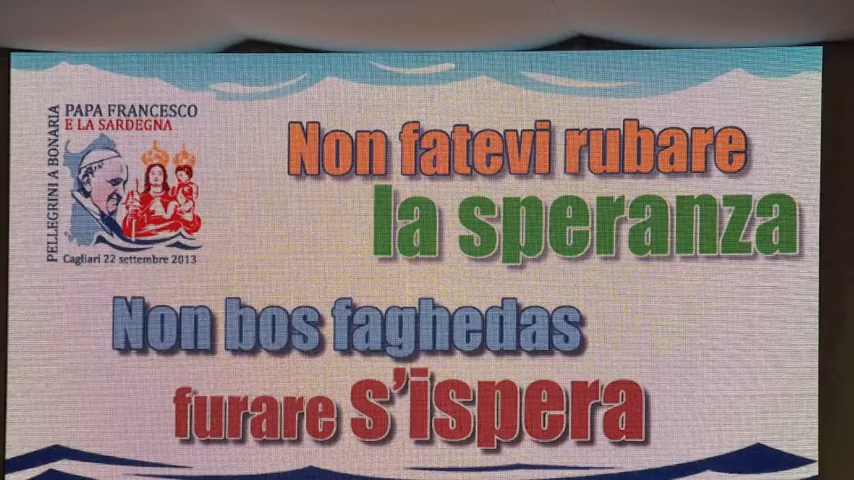 PELLEGRINI A BONARIA
PAPA FRANCESCO
E LA SARDEGNA
Cagliari 22 settembre 2013
Non fatevi rubare
la speranza
Non bos faghedas
furare s'ispera